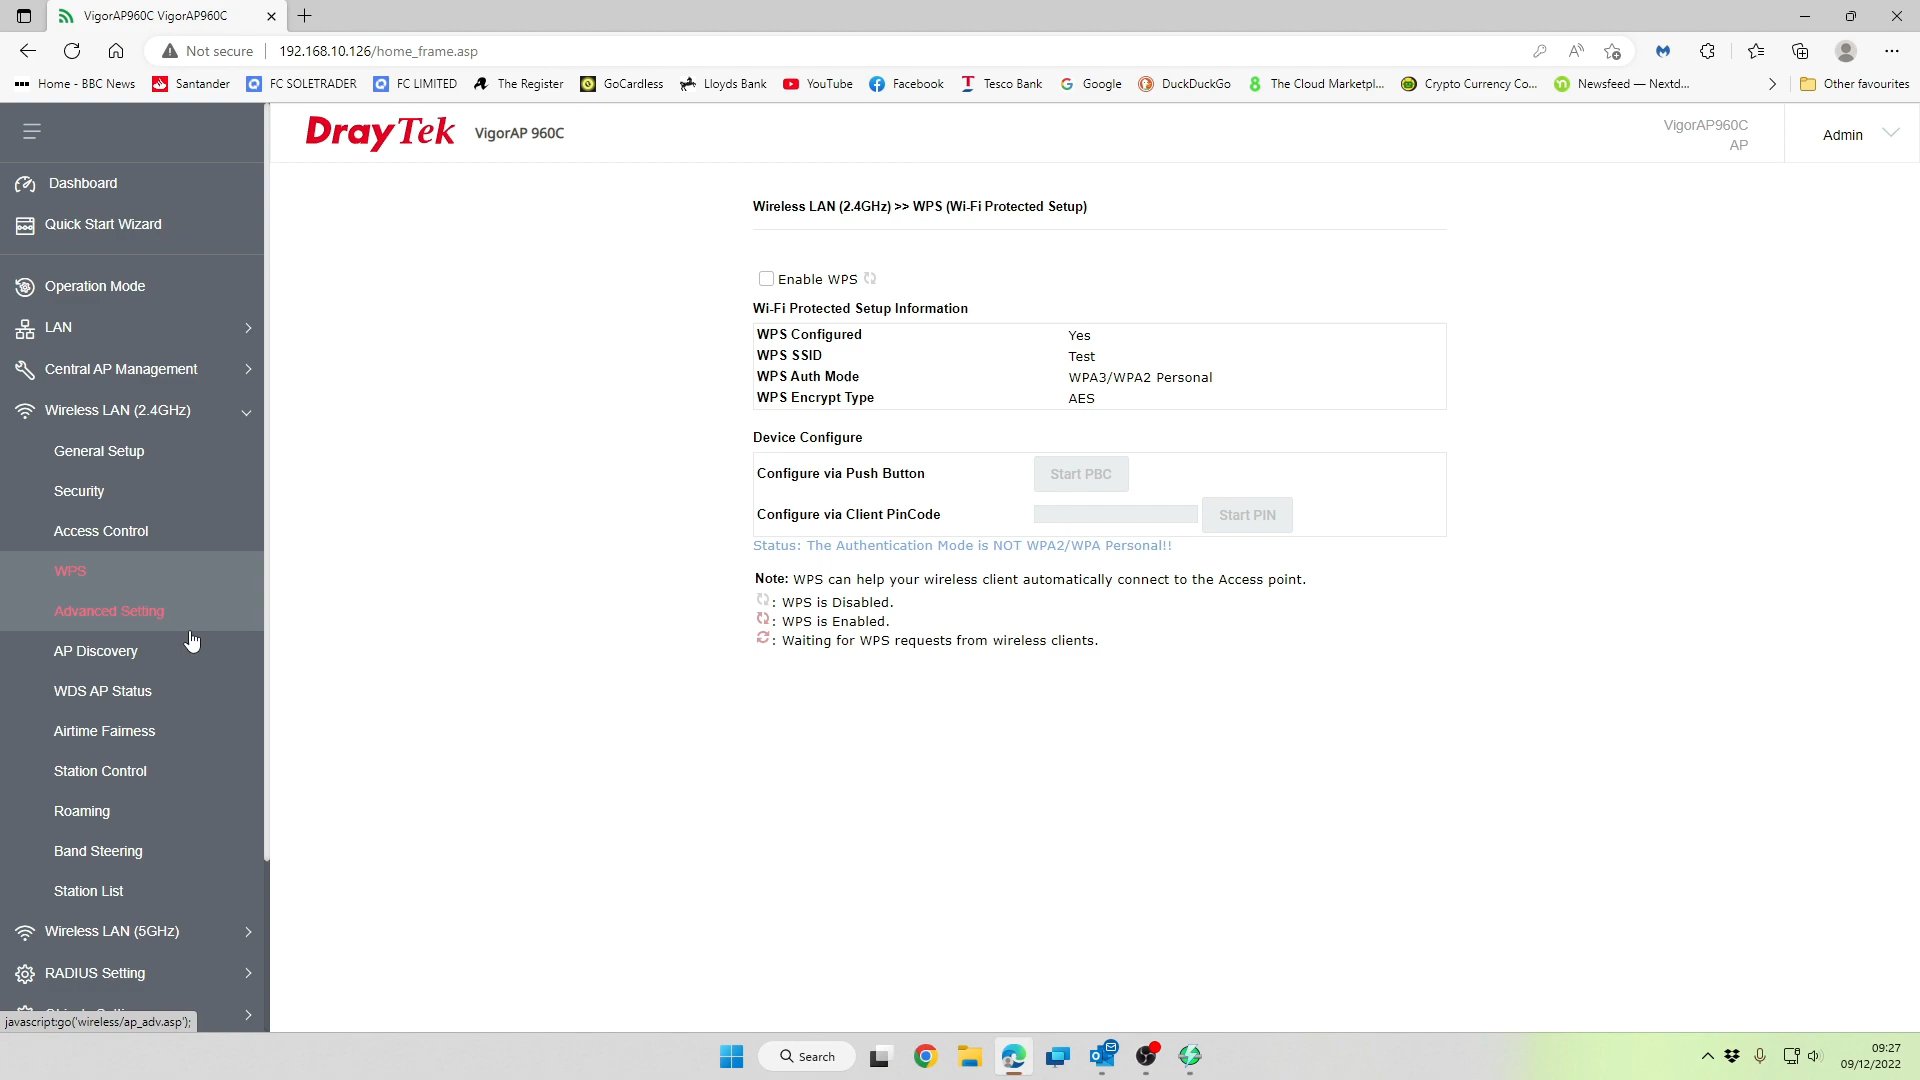 VigorAP960C VigorAP960C
Not secure
192.168.10.126/home_frame.asp
Home - BBC News
Santander
FC SOLETRADER
FC LIMITED
The Register
GoCardless
Lloyds Bank
YouTube
Facebook
Tesco Bank
Google
DuckDuckGo
The Cloud Marketpl...
Crypto Currency Co...
Newsfeed — Nextd...
Other favourites
DrayTek VigorAP 960C
VigorAP960C
AP
Admin
Dashboard
Quick Start Wizard
Operation Mode
LAN
Central AP Management
Wireless LAN (2.4GHz)
General Setup
Security
Access Control
WPS
Advanced Setting
AP Discovery
WDS AP Status
Airtime Fairness
Station Control
Roaming
Band Steering
Station List
Wireless LAN (5GHz)
RADIUS Setting
javascript:go('wireless/ap_adv.asp');
Wireless LAN (2.4GHz) >> WPS (Wi-Fi Protected Setup)
Enable WPS
Wi-Fi Protected Setup Information
WPS Configured Yes
WPS SSID Test
WPS Auth Mode WPA3/WPA2 Personal
WPS Encrypt Type AES
Device Configure
Configure via Push Button Start PBC
Configure via Client PinCode Start PIN
Status: The Authentication Mode is NOT WPA2/WPA Personal!!
Note: WPS can help your wireless client automatically connect to the Access point.
: WPS is Disabled.
: WPS is Enabled.
: Waiting for WPS requests from wireless clients.
Search
09:27
09/12/2022